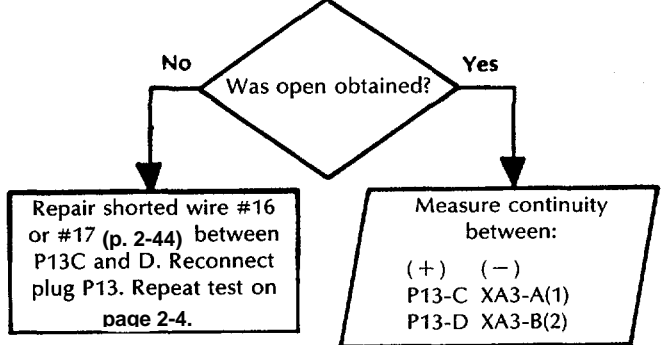 No
Yes
Was open obtained?
Repair shorted wire #16
or #17 (p. 2-44) between
P13C and D. Reconnect
plug P13. Repeat test on
page 2-4.
Measure continuity
between:
(+) (−)
P13-C XA3-A(1)
P13-D XA3-B(2)